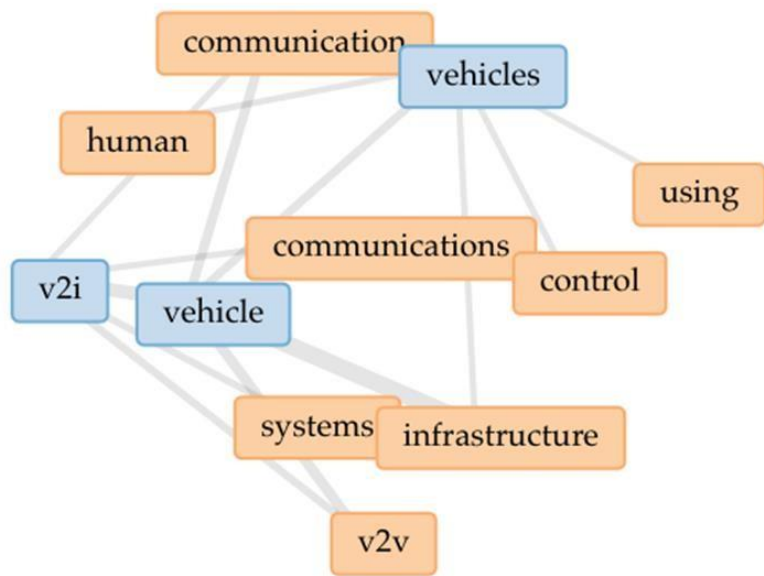 communication
vehicles
human
using
communications
control
v2i
vehicle
systems
infrastructure
v2v